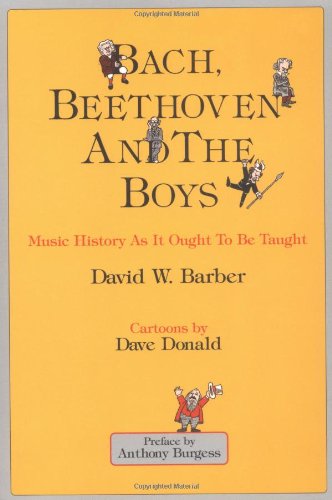 BACH,
BEETHOVEN
AND THE
BOYS
Music History As It Ought To Be Taught
David W. Barber
Cartoons by
Dave Donald
Preface by
Anthony Burgess